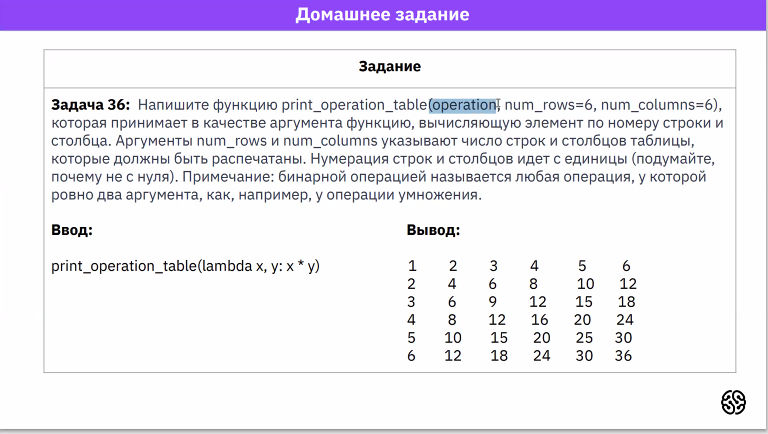 Домашнее задание
Задание
Задача 36: Напишите функцию print_operation_table(operation, num_rows=6, num_columns=6),
которая принимает в качестве аргумента функцию, вычисляющую элемент по номеру строки и
столбца. Аргументы num_rows и num_columns указывают число строк и столбцов таблицы,
которые должны быть распечатаны. Нумерация строк и столбцов идет с единицы (подумайте,
почему не с нуля). Примечание: бинарной операцией называется любая операция, у которой
ровно два аргумента, как, например, у операции умножения.
Ввод:
print_operation_table(lambda x, y: x * y)
Вывод:
1 2 3 4 5 6
2 4 6 8 10 12
3 6 9 12 15 18
4 8 12 16 20 24
5 10 15 20 25 30
6 12 18 24 30 36